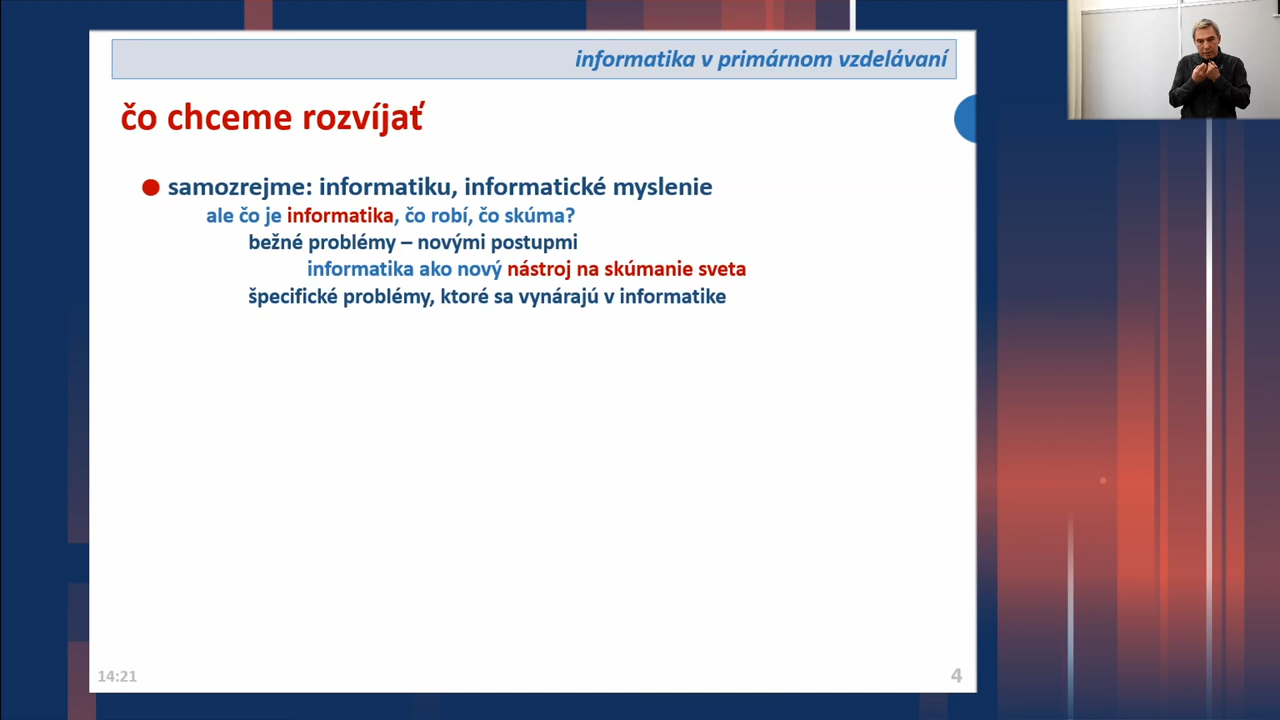 informatika v primárnom vzdelávaní
čo chceme rozvíjať
samozrejme: informatiku, informatické myslenie
ale čo je informatika, čo robí, čo skúma?
bežné problémy – novými postupmi
informatika ako nový nástroj na skúmanie sveta
špecifické problémy, ktoré sa vynárajú v informatike
14:21
4